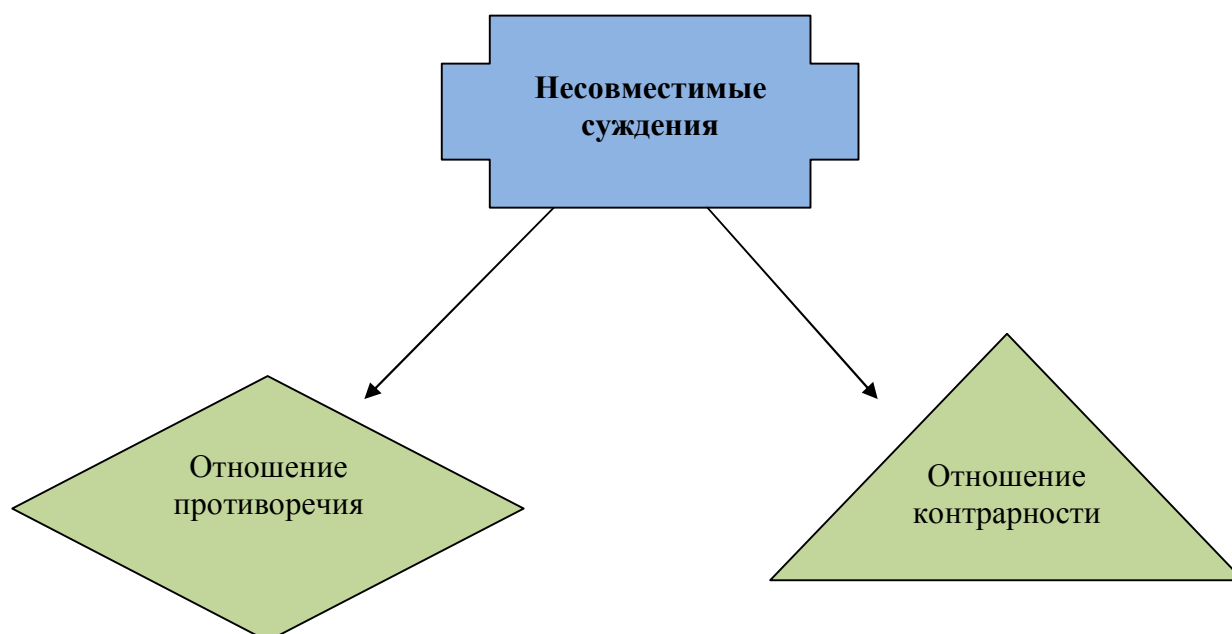 Несовместимые
суждения
Отношение
противоречия
Отношение
контрарности